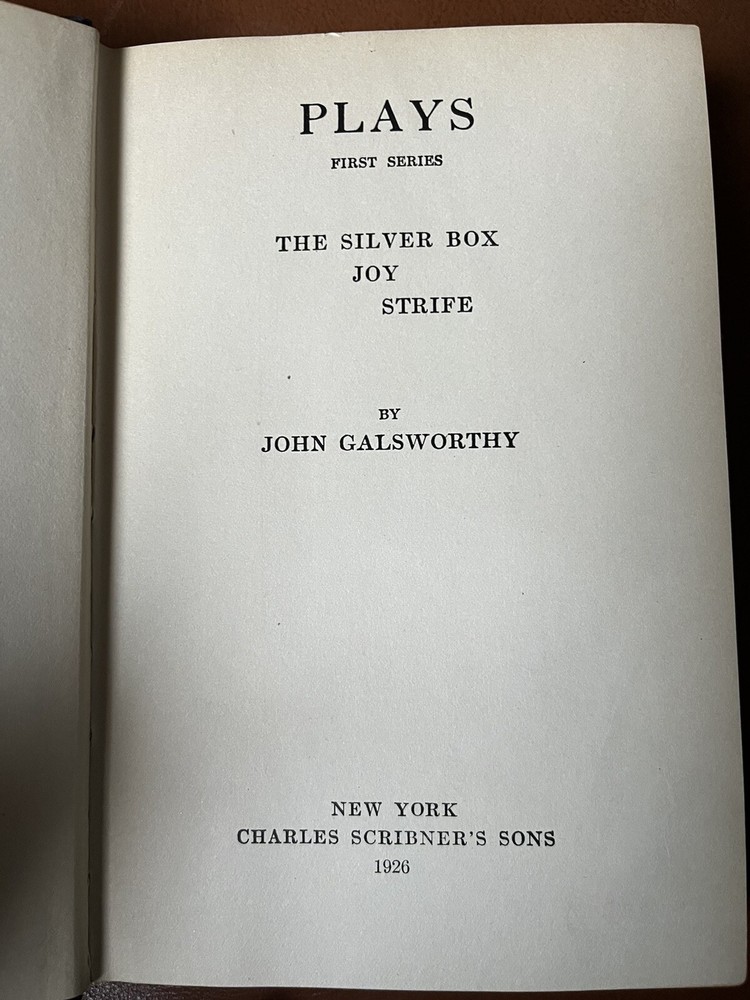 PLAYS
FIRST SERIES
THE SILVER BOX
JOY
STRIFE
BY
JOHN GALSWORTHY
NEW YORK
CHARLES SCRIBNER'S SONS
1926